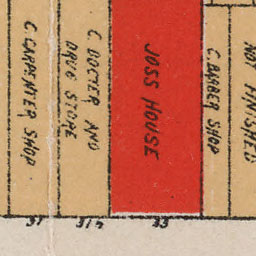 C. CARPENTER SHOP
C. DOCTER AND
DRUG STORE
JOSS HOUSE
C. BARBER SHOP
NOT FINISHED
31
31½
33